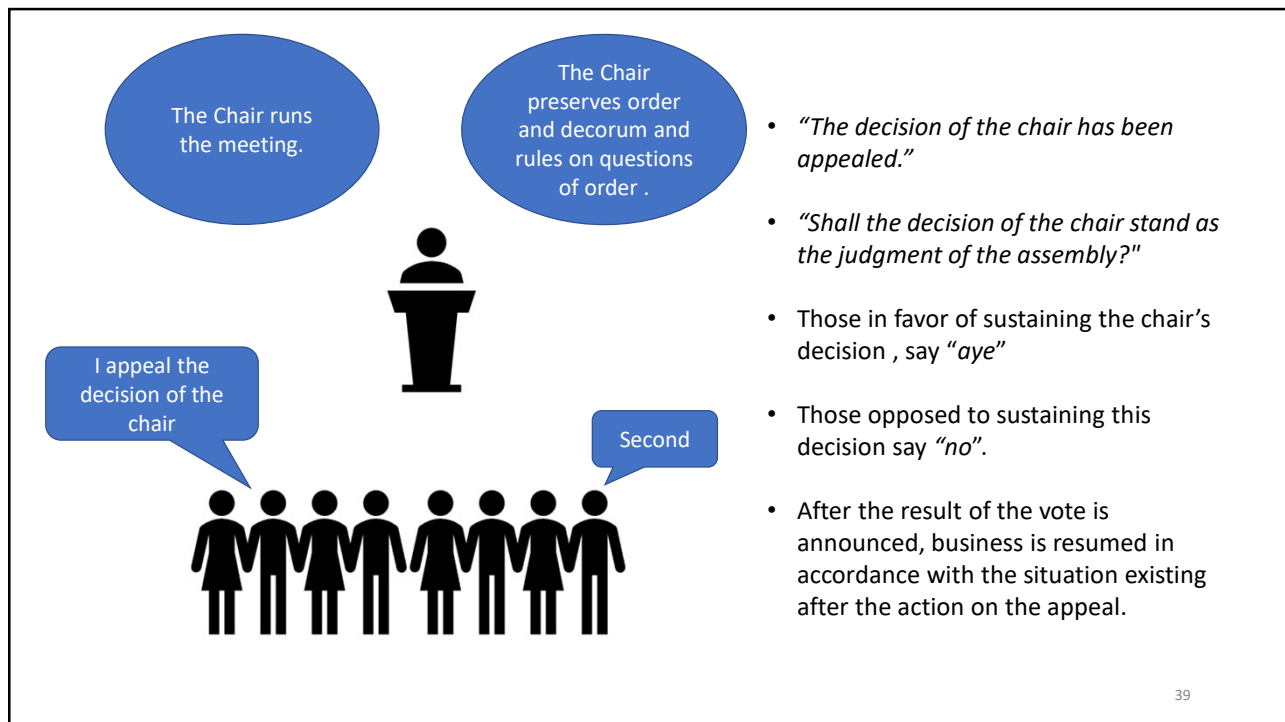 The Chair runs
the meeting.
The Chair
preserves order
and decorum and
rules on questions
of order .
I appeal the
decision of the
chair
Second
• “The decision of the chair has been
appealed.”
• “Shall the decision of the chair stand as
the judgment of the assembly?"
• Those in favor of sustaining the chair’s
decision , say “aye”
• Those opposed to sustaining this
decision say “no”.
• After the result of the vote is
announced, business is resumed in
accordance with the situation existing
after the action on the appeal.
39